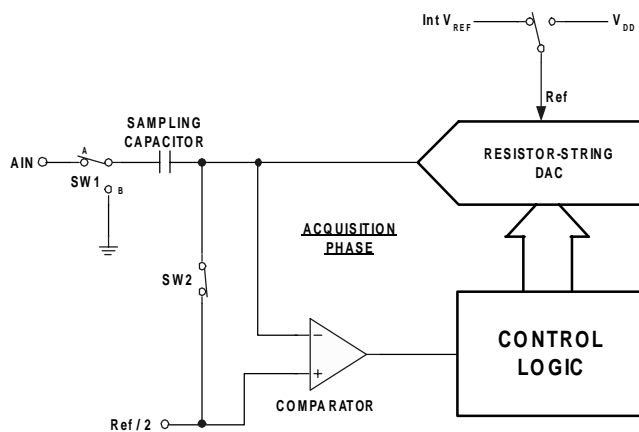 Int VREF
VDD
Ref
SAMPLING
CAPACITOR
RESISTOR-STRING
DAC
AIN
A
SW1
B
ACQUISITION
PHASE
SW2
CONTROL
LOGIC
−
+
COMPARATOR
Ref/2